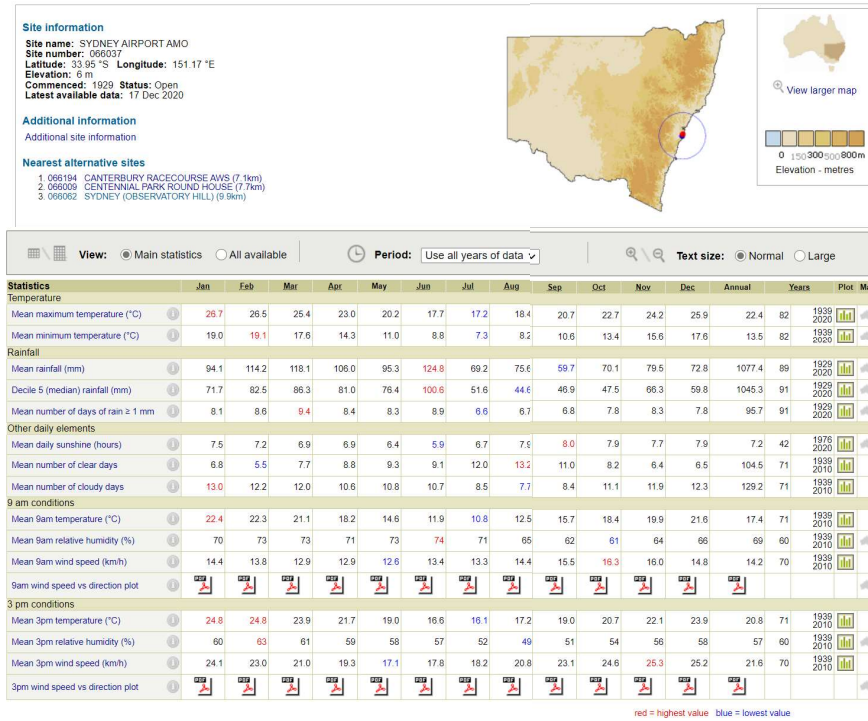 Site information
Site name: SYDNEY AIRPORT AMO
Site number: 066037
Latitude: 33.95 °S Longitude: 151.17 °E
Elevation: 6 m
Commenced: 1929 Status: Open
Latest available data: 17 Dec 2020
Additional information
Additional site information
Nearest alternative sites
1. 066194 CANTERBURY RACECOURSE AWS (7.1km)
2. 066009 CENTENNIAL PARK ROUND HOUSE (7.7km)
3. 066062 SYDNEY (OBSERVATORY HILL) (9.9km)
View larger map
0 150 300 500 800m
Elevation - metres
View: Main statistics All available Period: Use all years of data Text size: Normal Large
Statistics Jan Feb Mar Apr May Jun Jul Aug Sep Oct Nov Dec Annual Years Plot Ma
Temperature
Mean maximum temperature (°C) 26.7 26.5 25.4 23.0 20.2 17.7 17.2 18.4 20.7 22.7 24.2 25.9 22.4 82 1939 2020
Mean minimum temperature (°C) 19.0 19.1 17.6 14.3 11.0 8.8 7.3 8.2 10.6 13.4 15.6 17.6 13.5 82 1939 2020
Rainfall
Mean rainfall (mm) 94.1 114.2 118.1 106.0 95.3 124.8 69.2 75.6 59.7 70.1 79.5 72.8 1077.4 89 1929 2020
Decile 5 (median) rainfall (mm) 71.7 82.5 86.3 81.0 76.4 100.6 51.6 44.6 46.9 47.5 66.3 59.8 1045.3 91 1929 2020
Mean number of days of rain ≥ 1 mm 8.1 8.6 9.4 8.4 8.3 8.9 6.6 6.7 6.8 7.8 8.3 7.8 95.7 91 1929 2020
Other daily elements
Mean daily sunshine (hours) 7.5 7.2 6.9 6.9 6.4 5.9 6.7 7.9 8.0 7.9 7.7 7.9 7.2 42 1976 2020
Mean number of clear days 6.8 5.5 7.7 8.8 9.3 9.1 12.0 13.2 11.0 8.2 6.4 6.5 104.5 71 1939 2010
Mean number of cloudy days 13.0 12.2 12.0 10.6 10.8 10.7 8.5 7.7 8.4 11.1 11.9 12.3 129.2 71 1939 2010
9 am conditions
Mean 9am temperature (°C) 22.4 22.3 21.1 18.2 14.6 11.9 10.8 12.5 15.7 18.4 19.9 21.6 17.4 71 1939 2010
Mean 9am relative humidity (%) 70 73 73 71 73 74 71 65 62 61 64 66 69 60 1939 2010
Mean 9am wind speed (km/h) 14.4 13.8 12.9 12.9 12.6 13.4 13.3 14.4 15.5 16.3 16.0 14.8 14.2 70 1939 2010
9am wind speed vs direction plot PDF PDF PDF PDF PDF PDF PDF PDF PDF PDF PDF PDF PDF
3 pm conditions
Mean 3pm temperature (°C) 24.8 24.8 23.9 21.7 19.0 16.6 16.1 17.2 19.0 20.7 22.1 23.9 20.8 71 1939 2010
Mean 3pm relative humidity (%) 60 63 61 59 58 57 52 49 51 54 56 58 57 60 1939 2010
Mean 3pm wind speed (km/h) 24.1 23.0 21.0 19.3 17.1 17.8 18.2 20.8 23.1 24.6 25.3 25.2 21.6 70 1939 2010
3pm wind speed vs direction plot PDF PDF PDF PDF PDF PDF PDF PDF PDF PDF PDF PDF PDF
red = highest value blue = lowest value